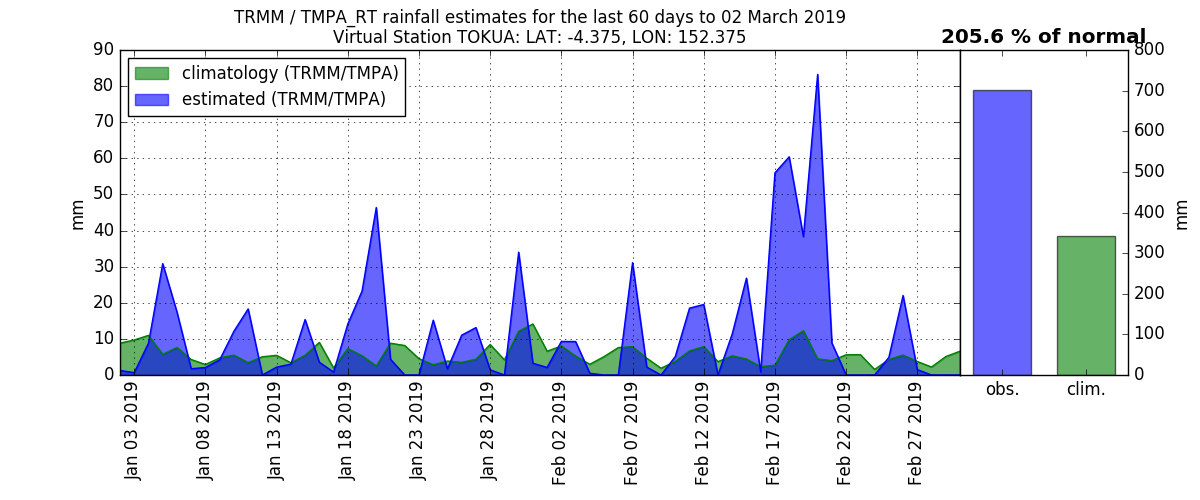 TRMM / TMPA_RT rainfall estimates for the last 60 days to 02 March 2019
Virtual Station TOKUA: LAT: -4.375, LON: 152.375
205.6 % of normal
climatology (TRMM/TMPA)
estimated (TRMM/TMPA)
mm
90
80
70
60
50
40
30
20
10
0
Jan 03 2019
Jan 08 2019
Jan 13 2019
Jan 18 2019
Jan 23 2019
Jan 28 2019
Feb 02 2019
Feb 07 2019
Feb 12 2019
Feb 17 2019
Feb 22 2019
Feb 27 2019
obs.
clim.
800
700
600
500
400
300
200
100
0
mm